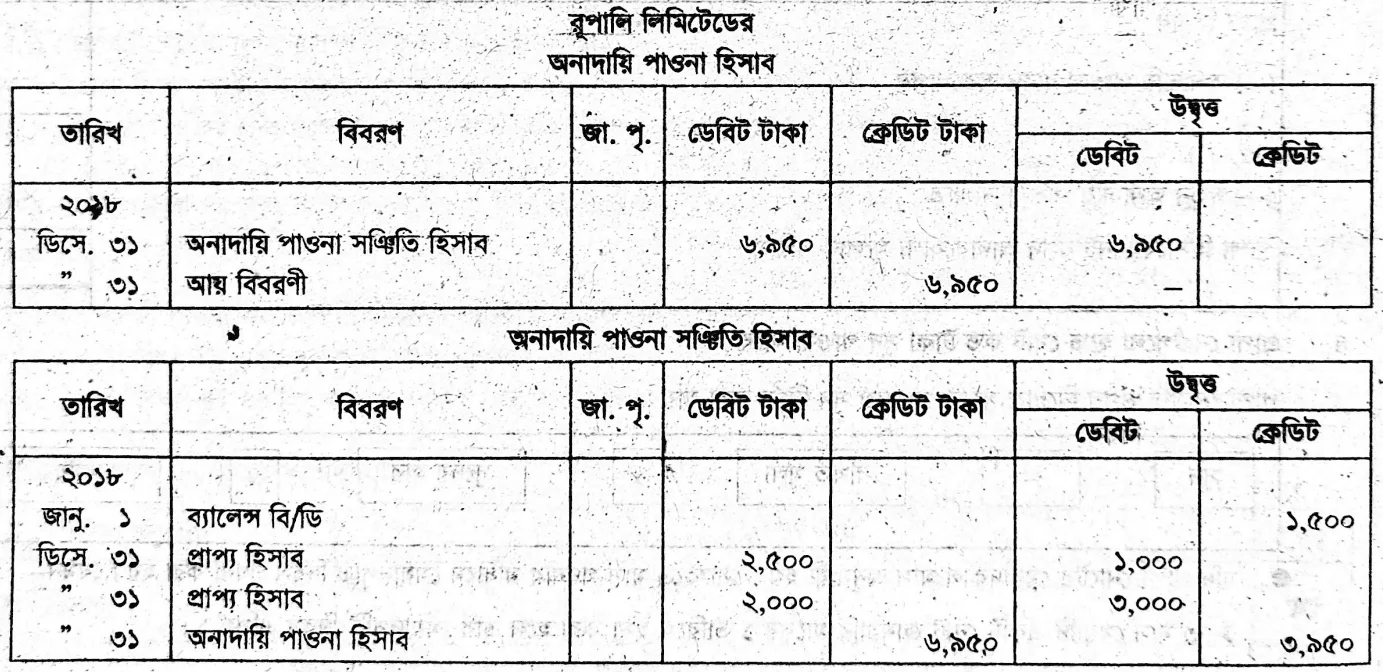 রূপালি লিমিটেডের
অনাদায়ি পাওনা হিসাব
তারিখ বিবরণ জা. পৃ. ডেবিট টাকা ক্রেডিট টাকা উদ্বৃত্ত
ডেবিট ক্রেডিট
২০১৮
ডিসে. ৩১ অনাদায়ি পাওনা সঞ্চিতি হিসাব ৬,৯৫০ ৬,৯৫০
” ৩১ আয় বিবরণী ৬,৯৫০ –
অনাদায়ি পাওনা সঞ্চিতি হিসাব
তারিখ বিবরণ জা. পৃ. ডেবিট টাকা ক্রেডিট টাকা উদ্বৃত্ত
ডেবিট ক্রেডিট
২০১৮
জানু. ১ ব্যালেন্স বি/ডি ১,৫০০
ডিসে. ৩১ প্রাপ্য হিসাব ২,৫০০ ১,০০০
” ৩১ প্রাপ্য হিসাব ২,০০০ ৩,০০০
” ৩১ অনাদায়ি পাওনা হিসাব ৬,৯৫০ ৩,৯৫০